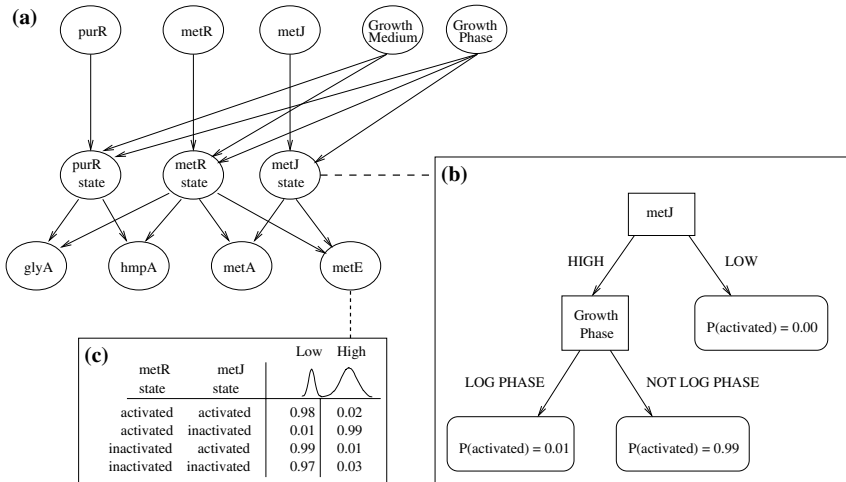 (a)
purR
metR
metJ
Growth
Medium
Growth
Phase
purR
state
metR
state
metJ
state
glyA
hmpA
metA
metE
(b)
metJ
HIGH
LOW
Growth
Phase
P(activated) = 0.00
LOG PHASE
NOT LOG PHASE
P(activated) = 0.01
P(activated) = 0.99
(c)
Low High
metR metJ
state state
activated activated 0.98 0.02
activated inactivated 0.01 0.99
inactivated activated 0.99 0.01
inactivated inactivated 0.97 0.03